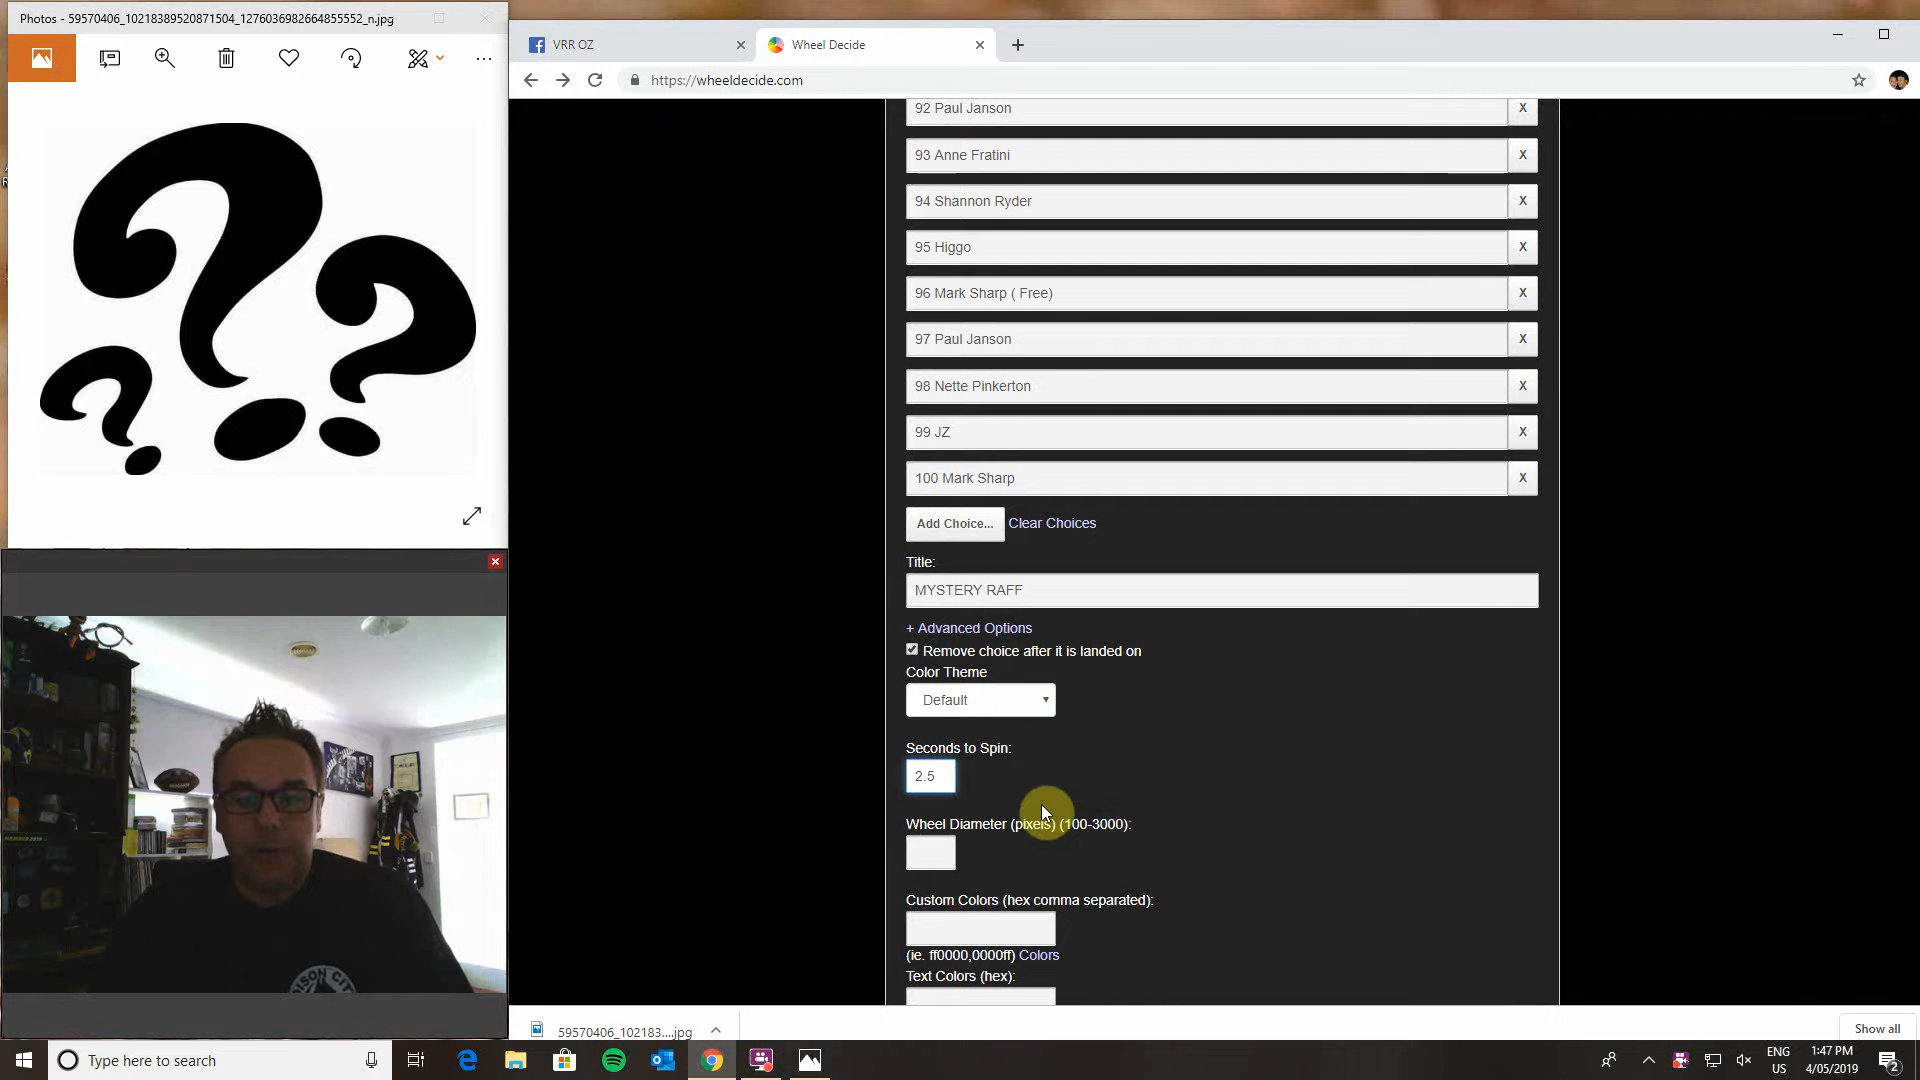 Photos - 59570406_10218389520871504_1276036982664855552_n.jpg
VRR OZ
Wheel Decide
https://wheeldecide.com
92 Paul Janson
X
93 Anne Fratini
X
94 Shannon Ryder
X
95 Higgo
X
96 Mark Sharp ( Free)
X
97 Paul Janson
X
98 Nette Pinkerton
X
99 JZ
X
100 Mark Sharp
X
Add Choice... Clear Choices
Title:
MYSTERY RAFF
+ Advanced Options
Remove choice after it is landed on
Color Theme
Default
Seconds to Spin:
2.5
Wheel Diameter (pixels) (100-3000):
Custom Colors (hex comma separated):
(ie. ff0000,0000ff) Colors
Text Colors (hex):
59570406_102183....jpg
Show all
Type here to search
ENG
US
1:47 PM
4/05/2019
2